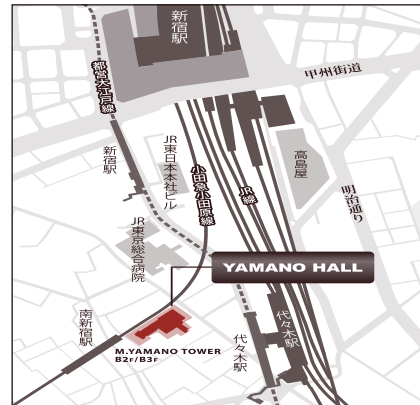 新宿駅
甲州街道
都営大江戸線
新宿駅
JR東日本本社ビル
小田急小田原線
JR線
高島屋
明治通り
JR東京総合病院
YAMANO HALL
南新宿駅
M.YAMANO TOWER
B2F/B3F
代々木駅
代々木駅